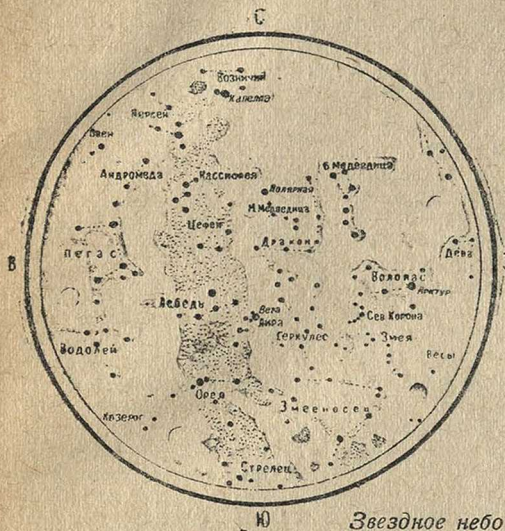 С
Возничий
Капелла
Персей
Овен
Андромеда
Кассиопея
Б Медведица
Полярная
М Медведица
Цефей
Дракон
В
Пегас
Дева
Волопас
Арктур
Лебедь
Вега
Лира
Сев Корона
Геркулес
Змея
Водолей
Весы
Орел
Козерог
Змееносец
Стрелец
Ю
Звездное небо